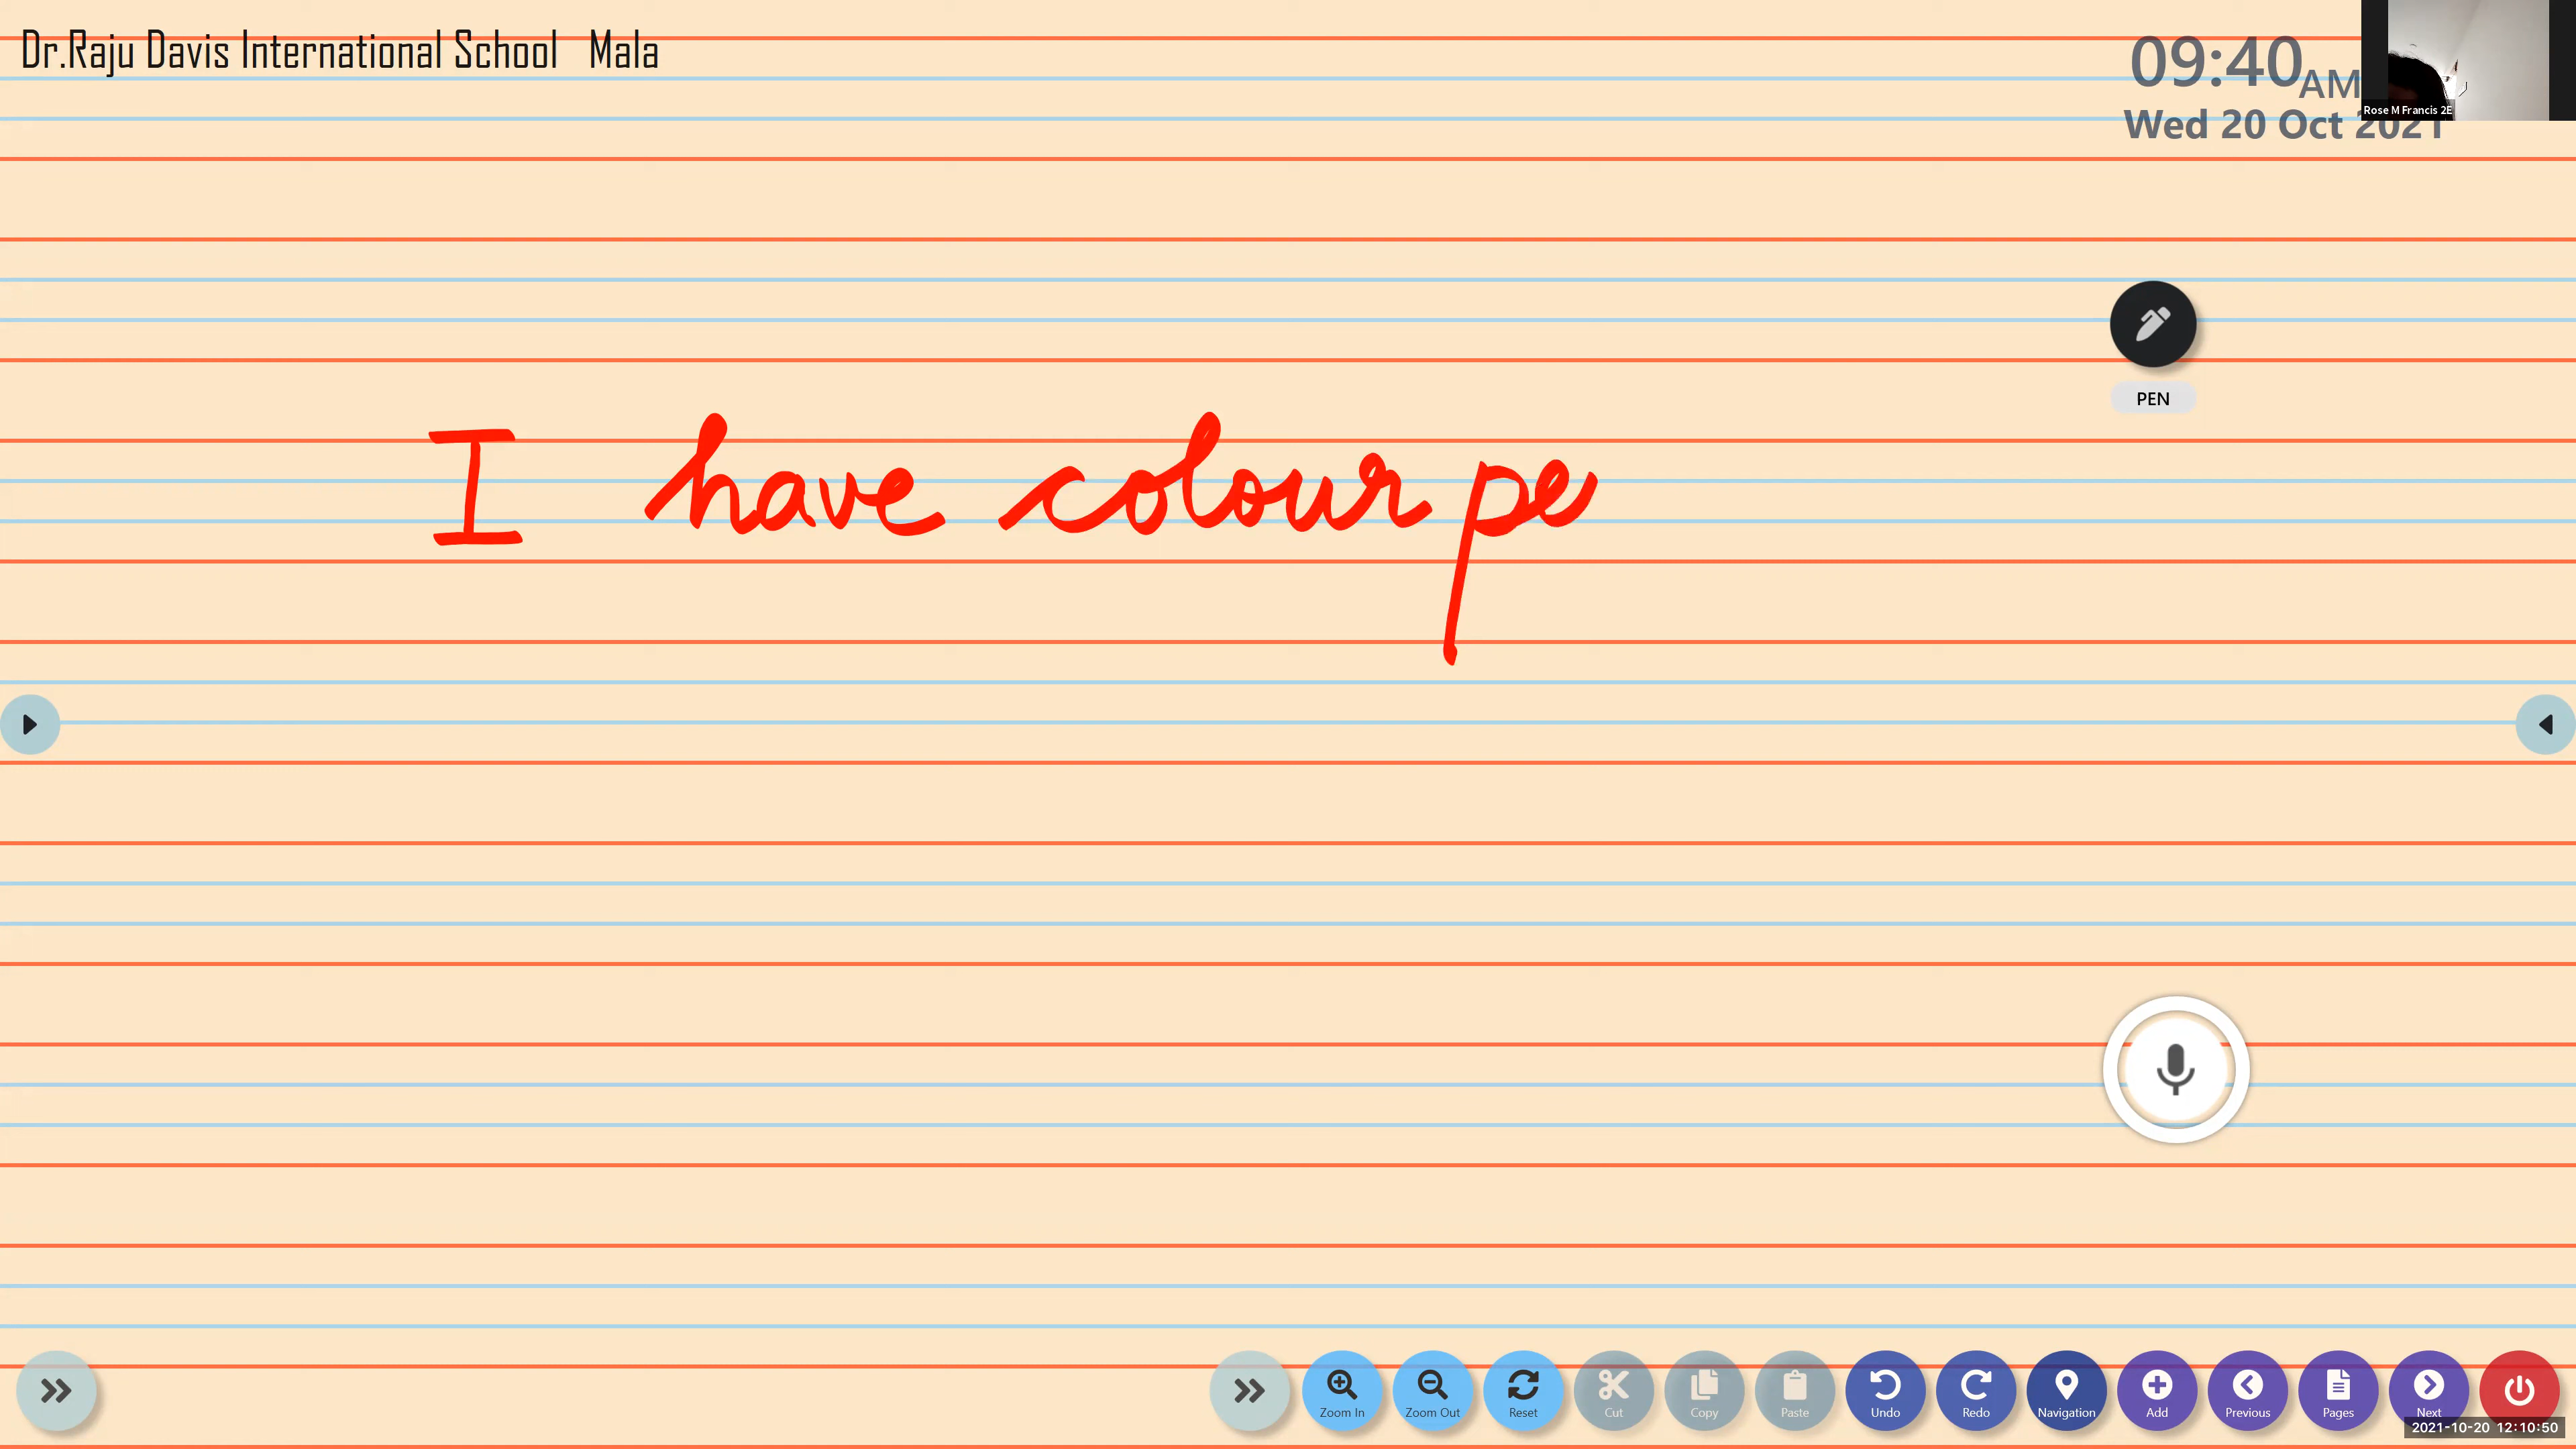 Dr.Raju Davis International School Mala
09:40 AM
Rose M Francis 2E
Wed 20 Oct 2021
PEN
I have colour pe
Zoom In Zoom Out Reset Cut Copy Paste Undo Redo Navigation Add Previous Pages Next
2021-10-20 12:10:50